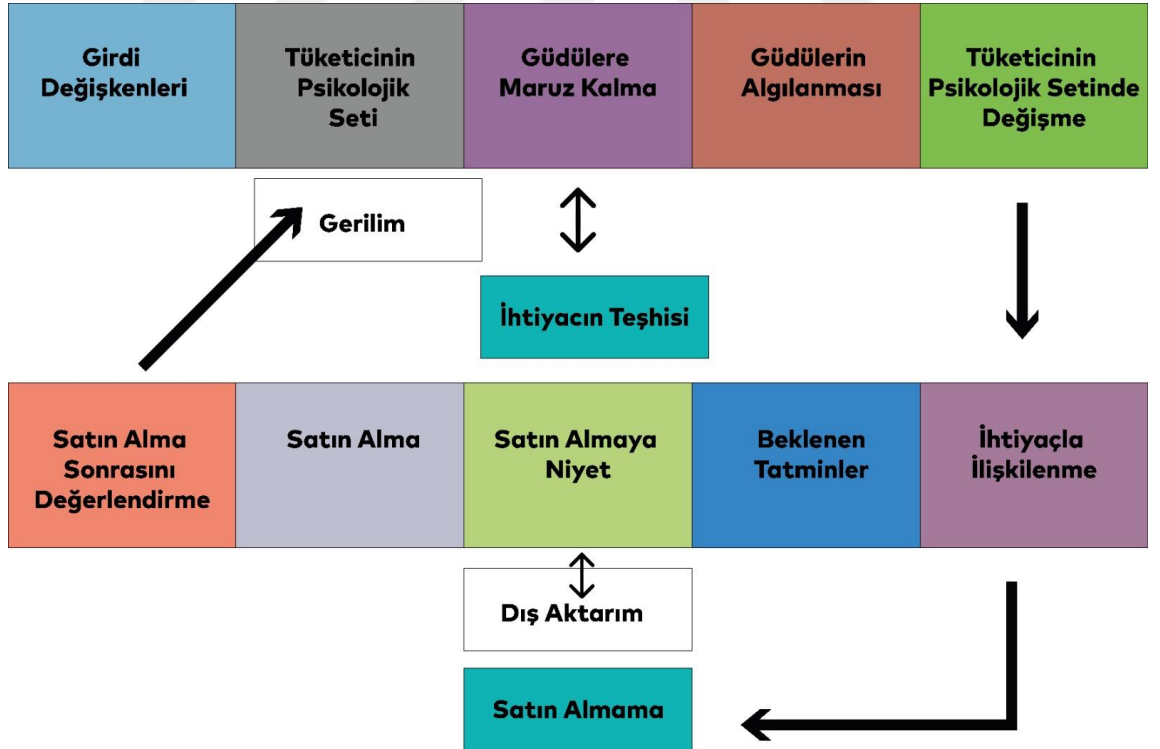 Girdi
Değişkenleri
Tüketicinin
Psikolojik
Seti
Güdülere
Maruz Kalma
Güdülerin
Algılanması
Tüketicinin
Psikolojik Setinde
Değişme
Gerilim
İhtiyacın Teşhisi
Satın Alma
Sonrasını
Değerlendirme
Satın Alma
Satın Almaya
Niyet
Beklenen
Tatminler
İhtiyaçla
İlişkilenme
Dış Aktarım
Satın Almama